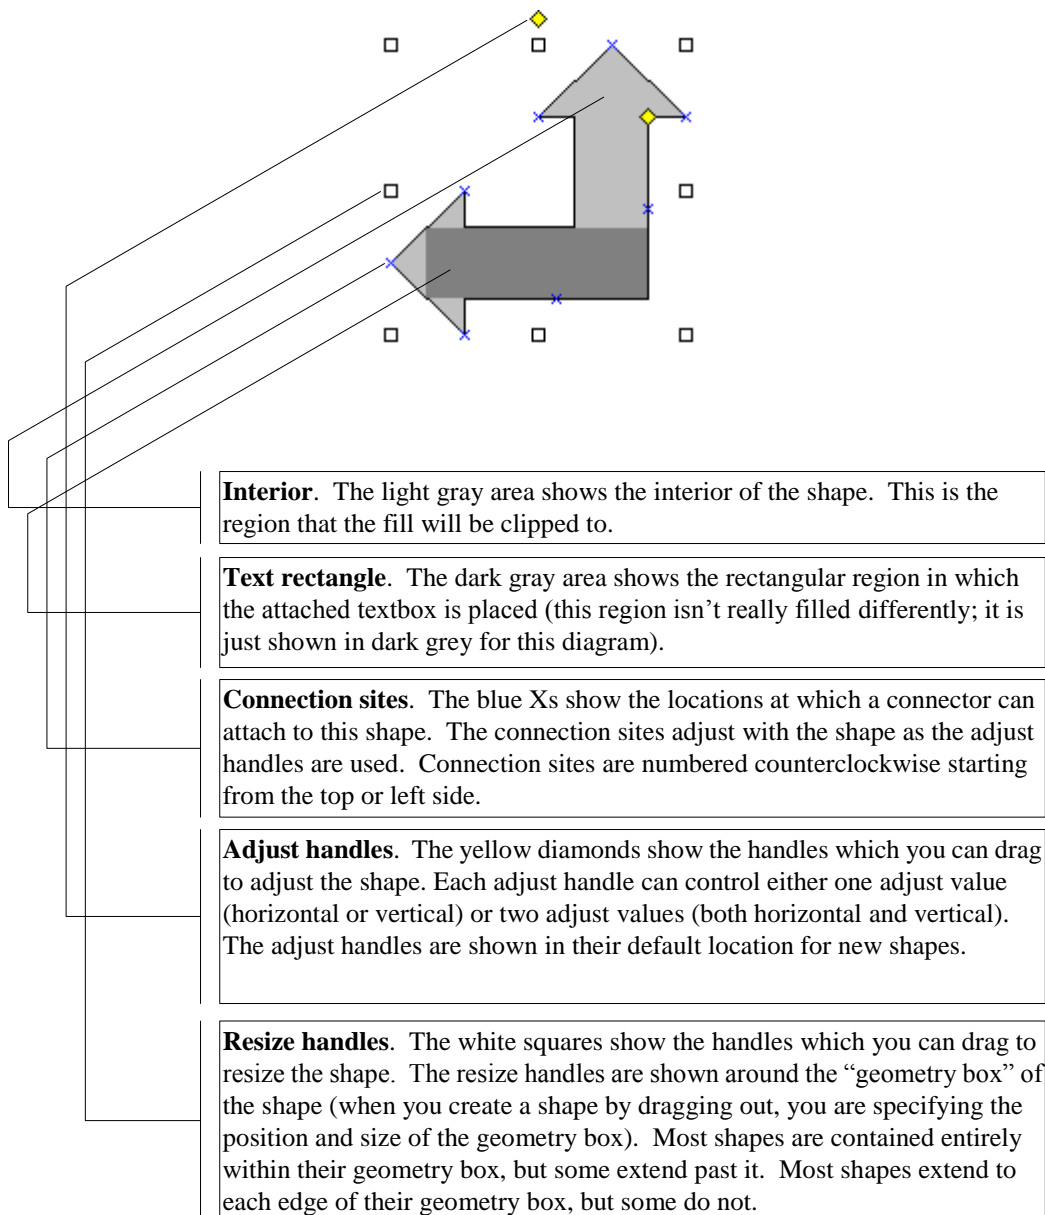 Interior.  The light gray area shows the interior of the shape.  This is the
region that the fill will be clipped to.
Text rectangle.  The dark gray area shows the rectangular region in which
the attached textbox is placed (this region isn’t really filled differently; it is
just shown in dark grey for this diagram).
Connection sites.  The blue Xs show the locations at which a connector can
attach to this shape.  The connection sites adjust with the shape as the adjust
handles are used.  Connection sites are numbered counterclockwise starting
from the top or left side.
Adjust handles.  The yellow diamonds show the handles which you can drag
to adjust the shape. Each adjust handle can control either one adjust value
(horizontal or vertical) or two adjust values (both horizontal and vertical).
The adjust handles are shown in their default location for new shapes.
Resize handles.  The white squares show the handles which you can drag to
resize the shape.  The resize handles are shown around the “geometry box” of
the shape (when you create a shape by dragging out, you are specifying the
position and size of the geometry box).  Most shapes are contained entirely
within their geometry box, but some extend past it.  Most shapes extend to
each edge of their geometry box, but some do not.